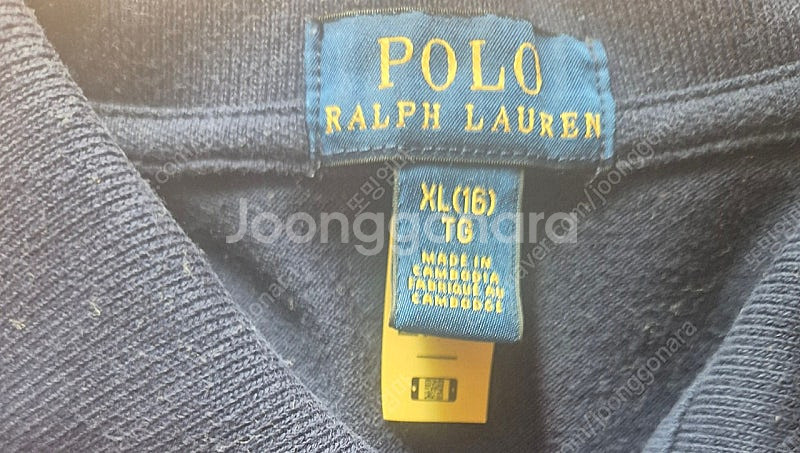 POLO
RALPH LAUREN
XL(16)
TG
Joonggonara
MADE IN
CAMBODIA
FABRIQUE AU
CAMBODGE